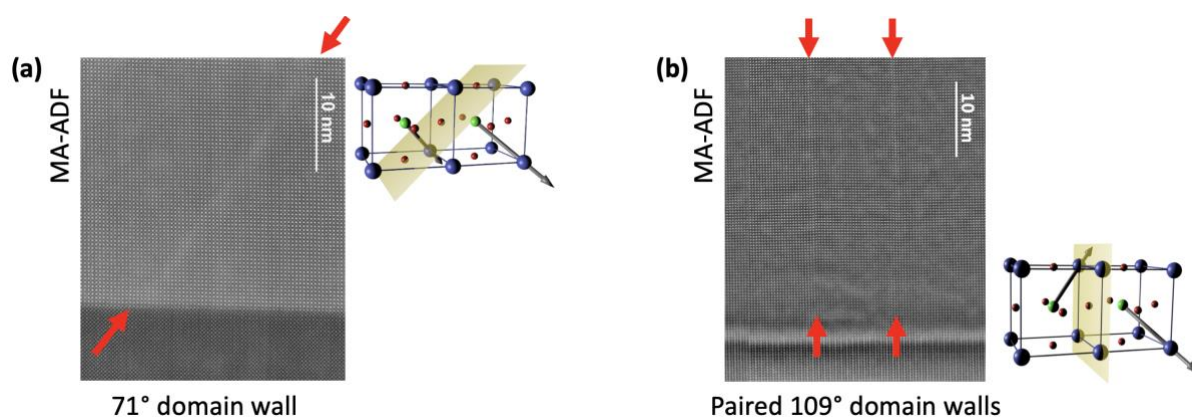 (a)
MA-ADF
10 nm
71° domain wall
(b)
MA-ADF
10 nm
Paired 109° domain walls